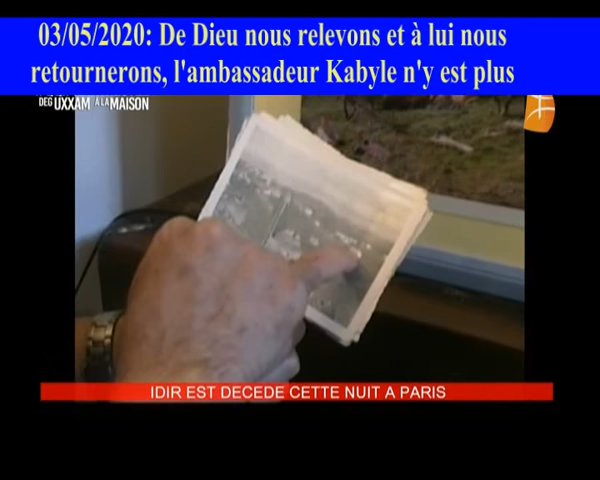 03/05/2020: De Dieu nous relevons et à lui nous
retournerons, l'ambassadeur Kabyle n'y est plus
DEG UXXAM À LA MAISON
IDIR EST DECEDE CETTE NUIT A PARIS